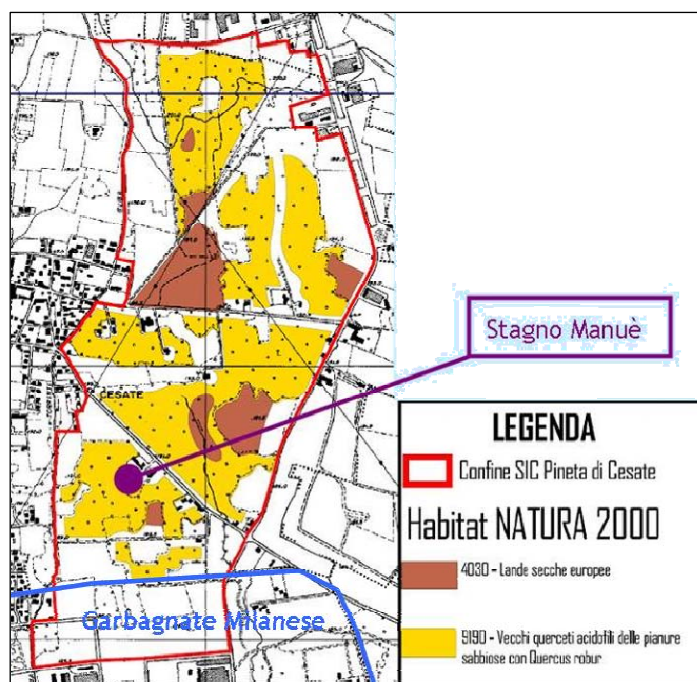 Stagno Manuè
CESATE
Garbagnate Milanese
LEGENDA
Confine SIC Pineta di Cesate
Habitat NATURA 2000
4030 - Lande secche europee
9190 - Vecchi querceti acidofili delle pianure
sabbiose con Quercus robur